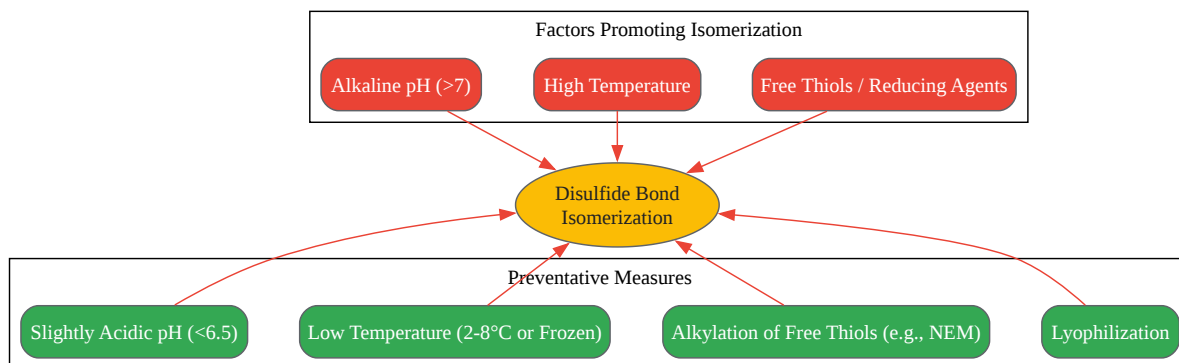 Factors Promoting Isomerization
Alkaline pH (>7)
High Temperature
Free Thiols / Reducing Agents
Disulfide Bond
Isomerization
Preventative Measures
Slightly Acidic pH (<6.5)
Low Temperature (2-8°C or Frozen)
Alkylation of Free Thiols (e.g., NEM)
Lyophilization